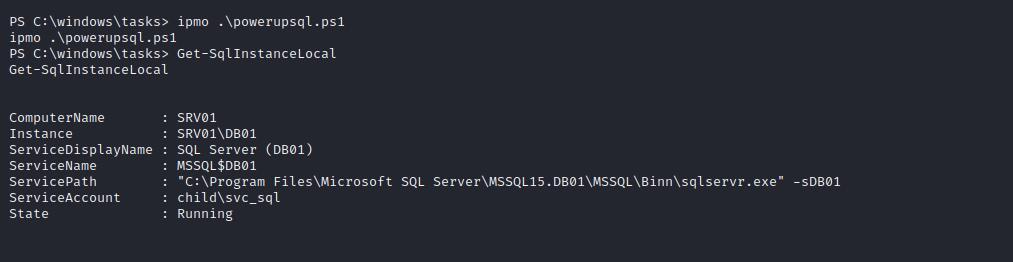 PS C:\windows\tasks> ipmo .\powerupsql.ps1
ipmo .\powerupsql.ps1
PS C:\windows\tasks> Get-SqlInstanceLocal
Get-SqlInstanceLocal
ComputerName       : SRV01
Instance           : SRV01\DB01
ServiceDisplayName : SQL Server (DB01)
ServiceName        : MSSQL$DB01
ServicePath        : "C:\Program Files\Microsoft SQL Server\MSSQL15.DB01\MSSQL\Binn\sqlservr.exe" -sDB01
ServiceAccount     : child\svc_sql
State              : Running